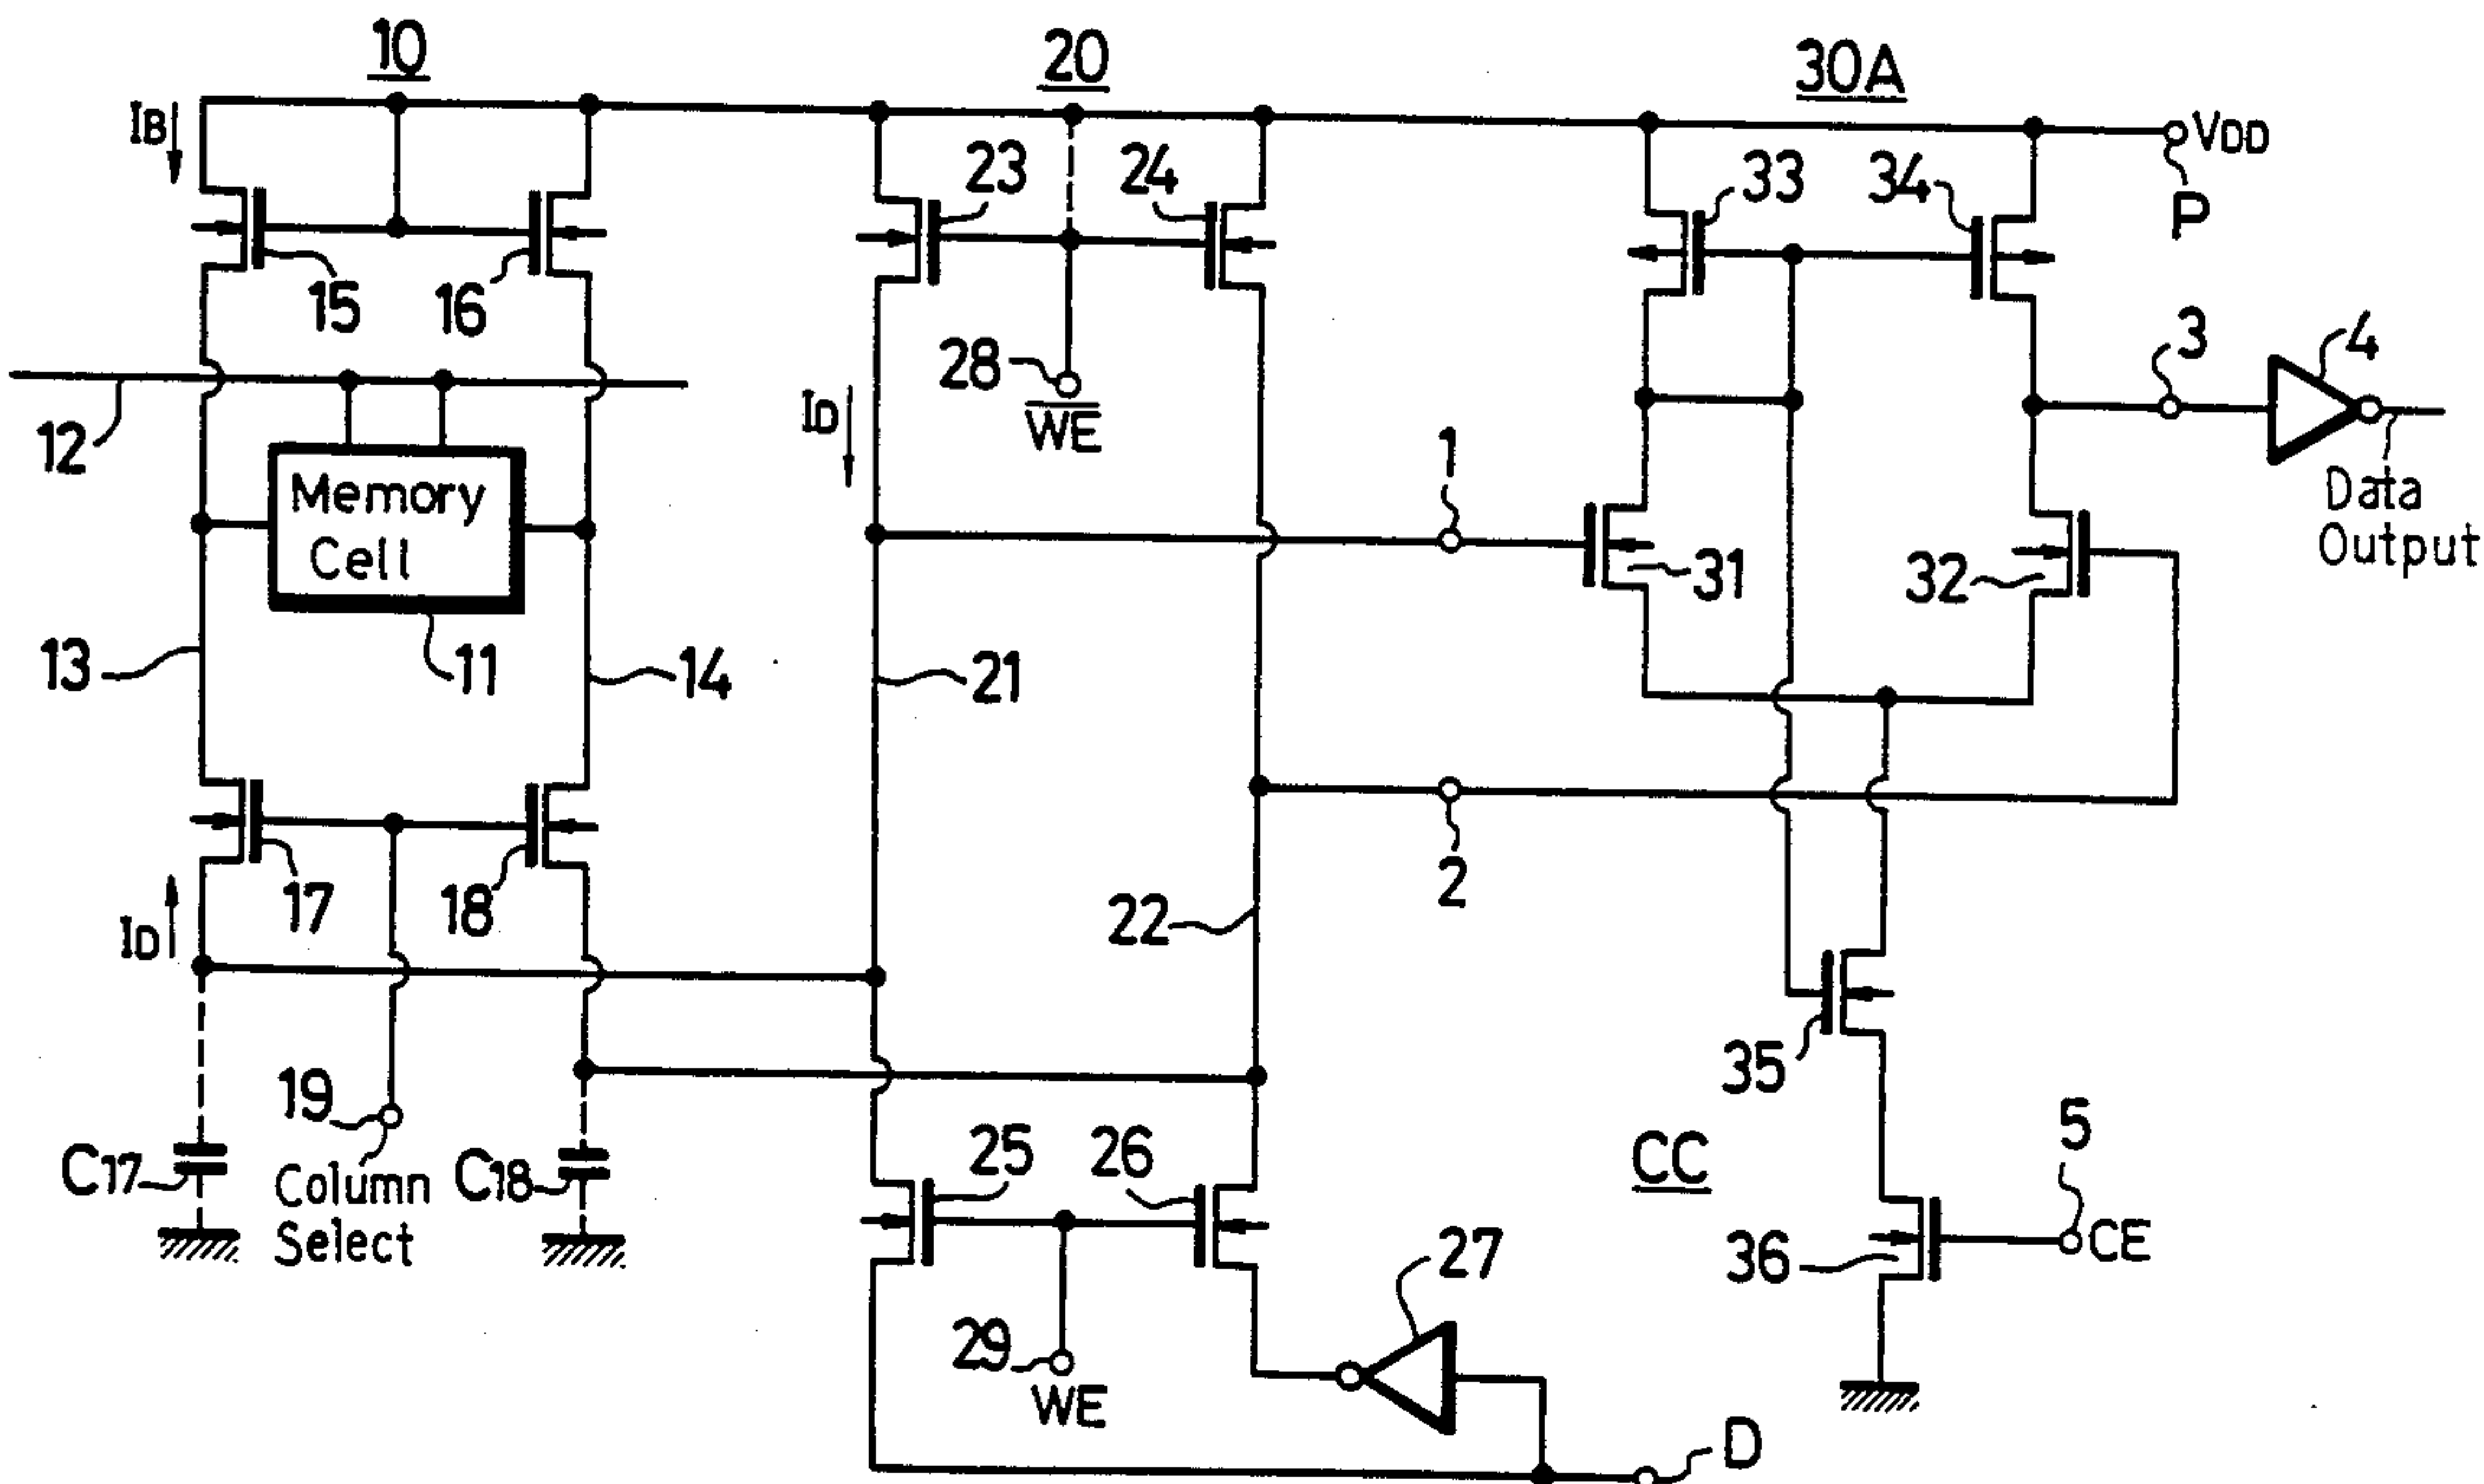 10
20
30A
IB
VDD
P
23
24
33
34
15
16
28
WE
ID
3
4
12
1
Memory
Cell
Data
Output
31
32
13
11
14
21
2
17
18
22
ID
35
19
5
C17
Column
Select
C18
25
26
CC
CE
36
27
29
WE
D